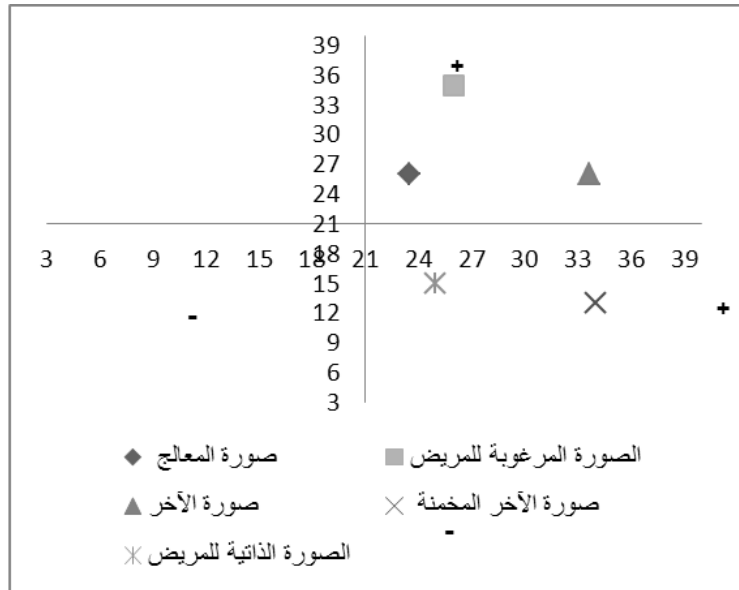 39
36
33
30
27
24
21
18
15
12
9
6
3
3 6 9 12 15 18 21 24 27 30 33 36 39
+
+
-
-
صورة المعالج
الصورة المرغوبة للمريض
صورة الآخر
صورة الآخر المخمنة
الصورة الذاتية للمريض